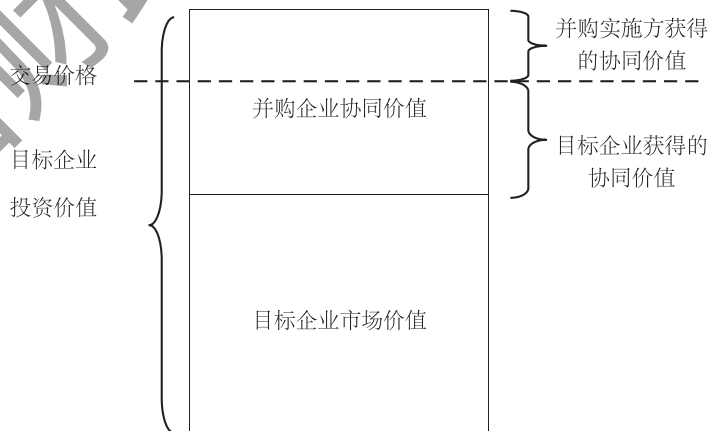 并购实施方获得
的协同价值
交易价格
并购企业协同价值
目标企业获得的
协同价值
目标企业
投资价值
目标企业市场价值